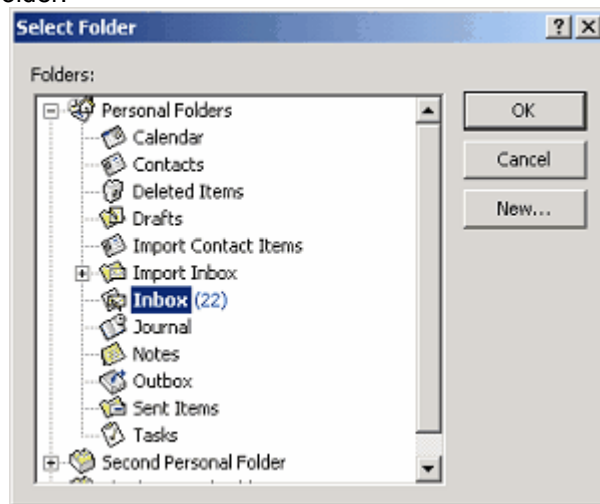 older:
Select Folder
Folders:
Personal Folders
Calendar
Contacts
Deleted Items
Drafts
Import Contact Items
Import Inbox
Inbox (22)
Journal
Notes
Outbox
Sent Items
Tasks
Second Personal Folder
OK
Cancel
New...